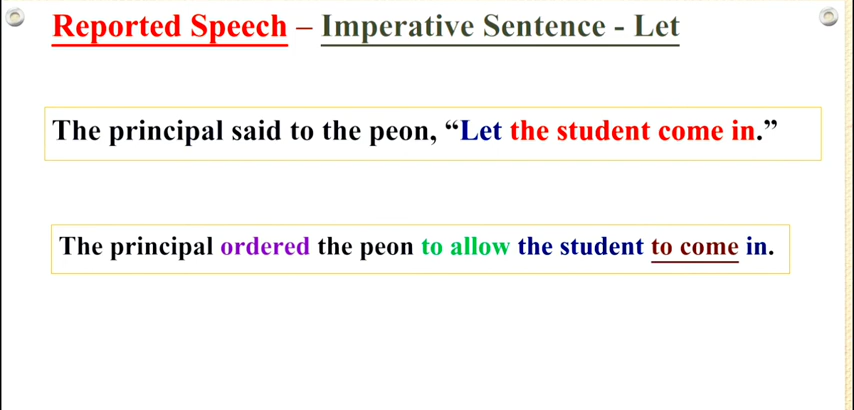 Reported Speech – Imperative Sentence - Let
The principal said to the peon, “Let the student come in.”
The principal ordered the peon to allow the student to come in.